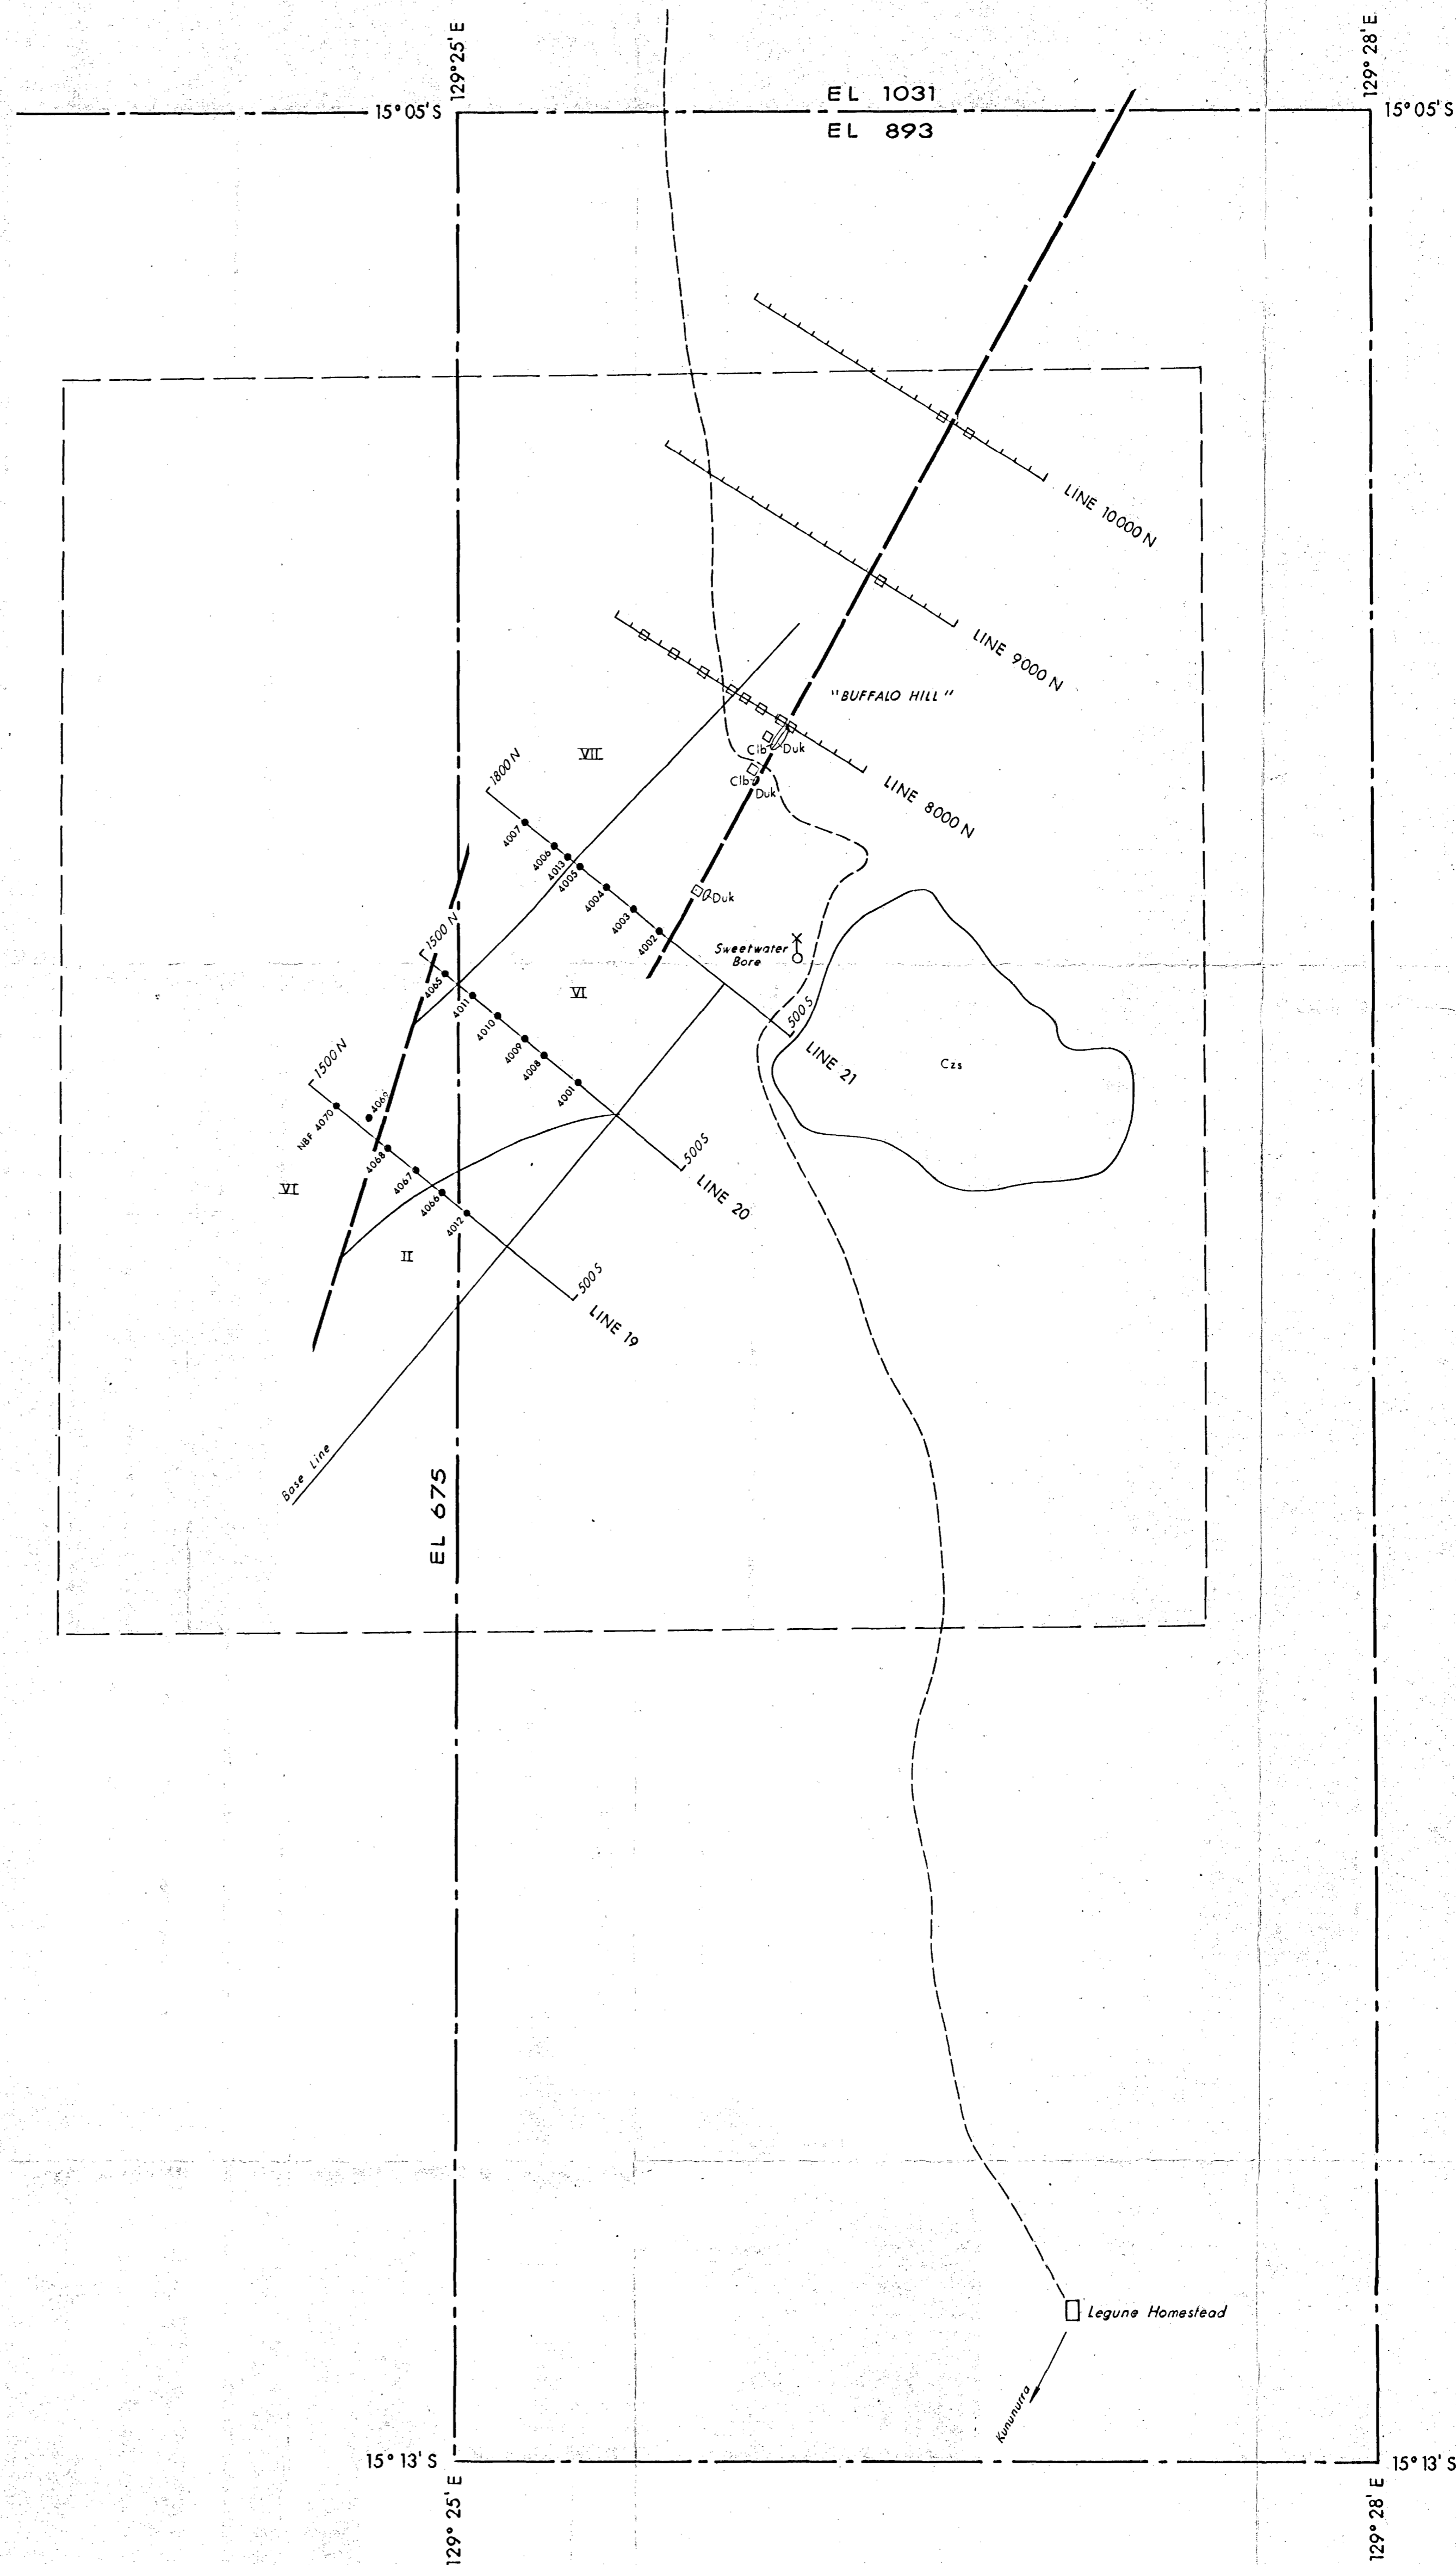 129° 25' E
129° 28' E
EL 1031
15° 05' S
15° 05' S
EL 893
LINE 10000 N
LINE 9000 N
"BUFFALO HILL"
VII
1800 N
Clb
Duk
Clb
Duk
LINE 8000 N
4007
4006
4013
4005
4004
4003
4002
Duk
1500 N
Sweetwater
Bore
4065
4011
4010
4009
4008
4001
VI
500 S
LINE 21
Czs
1500 N
NBF 4070
4069
4068
4067
4066
4012
500 S
LINE 20
VI
II
500 S
LINE 19
Base Line
EL 675
Legune Homestead
Kununurra
15° 13' S
15° 13' S
129° 25' E
129° 28' E